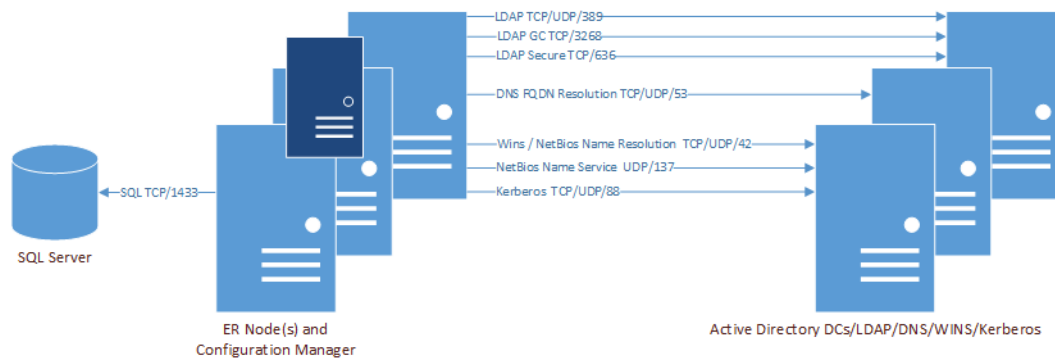 LDAP TCP/UDP/389
LDAP GC TCP/3268
LDAP Secure TCP/636
DNS FQDN Resolution TCP/UDP/53
Wins / NetBios Name Resolution TCP/UDP/42
NetBios Name Service UDP/137
Kerberos TCP/UDP/88
SQL TCP/1433
SQL Server
ER Node(s) and
Configuration Manager
Active Directory DCs/LDAP/DNS/WINS/Kerberos